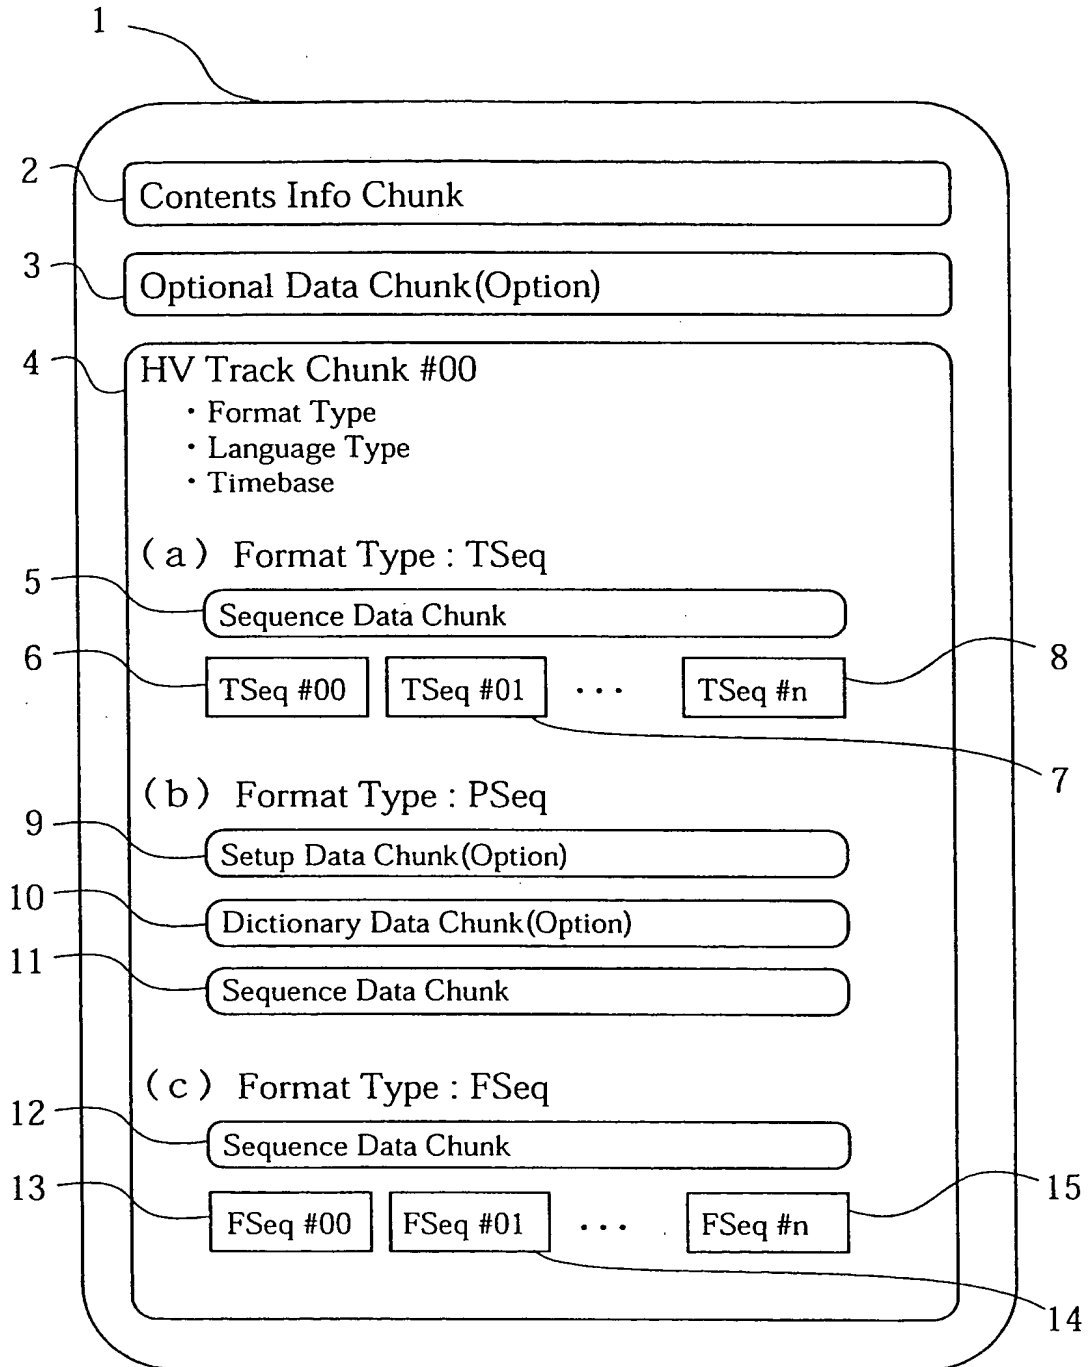 1
2
Contents Info Chunk
3
Optional Data Chunk(Option)
4
HV Track Chunk #00
・Format Type
・Language Type
・Timebase
(a) Format Type : TSeq
5
Sequence Data Chunk
6
TSeq #00 TSeq #01 ··· TSeq #n
8
7
(b) Format Type : PSeq
9
Setup Data Chunk(Option)
10
Dictionary Data Chunk(Option)
11
Sequence Data Chunk
(c) Format Type : FSeq
12
Sequence Data Chunk
13
FSeq #00 FSeq #01 ··· FSeq #n
15
14